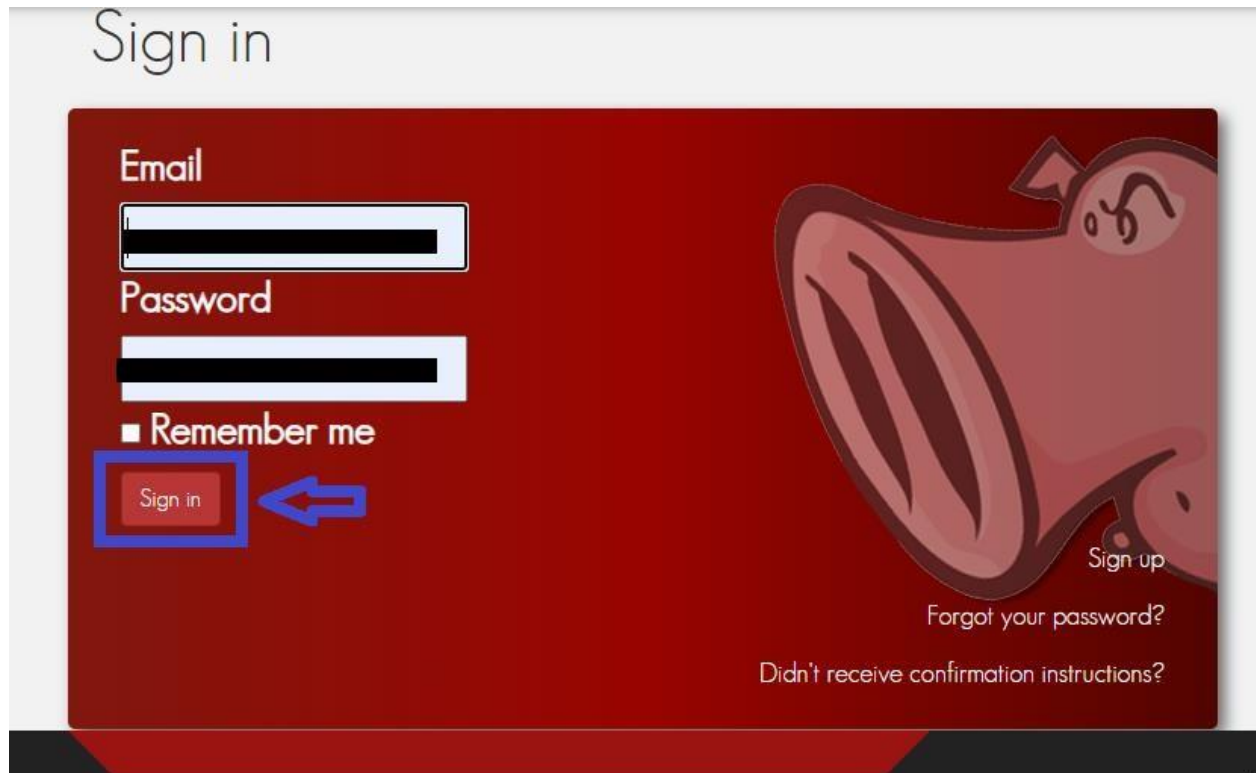 Sign in
Email
Password
Remember me
Sign in
Sign up
Forgot your password?
Didn't receive confirmation instructions?